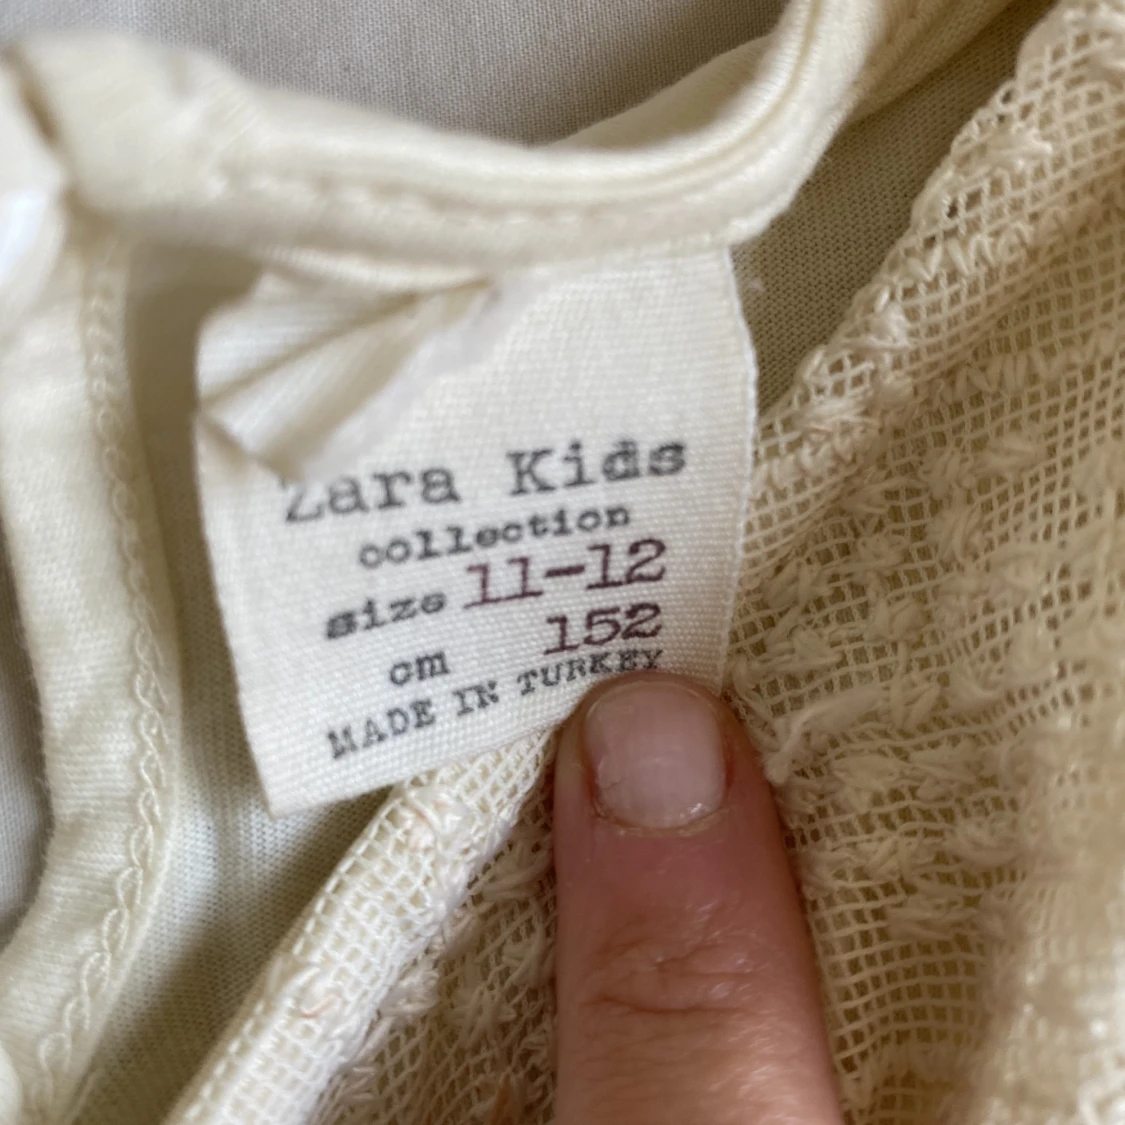 Zara Kids
collection
size 11-12
cm 152
MADE IN TURKEY